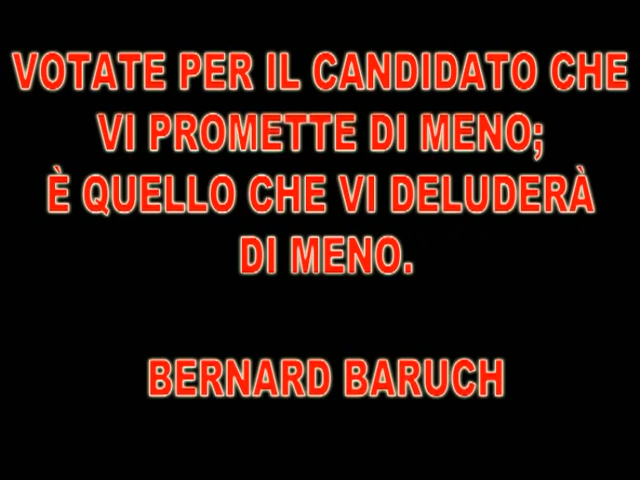 VOTATE PER IL CANDIDATO CHE
VI PROMETTE DI MENO;
È QUELLO CHE VI DELUDERÀ
DI MENO.
BERNARD BARUCH